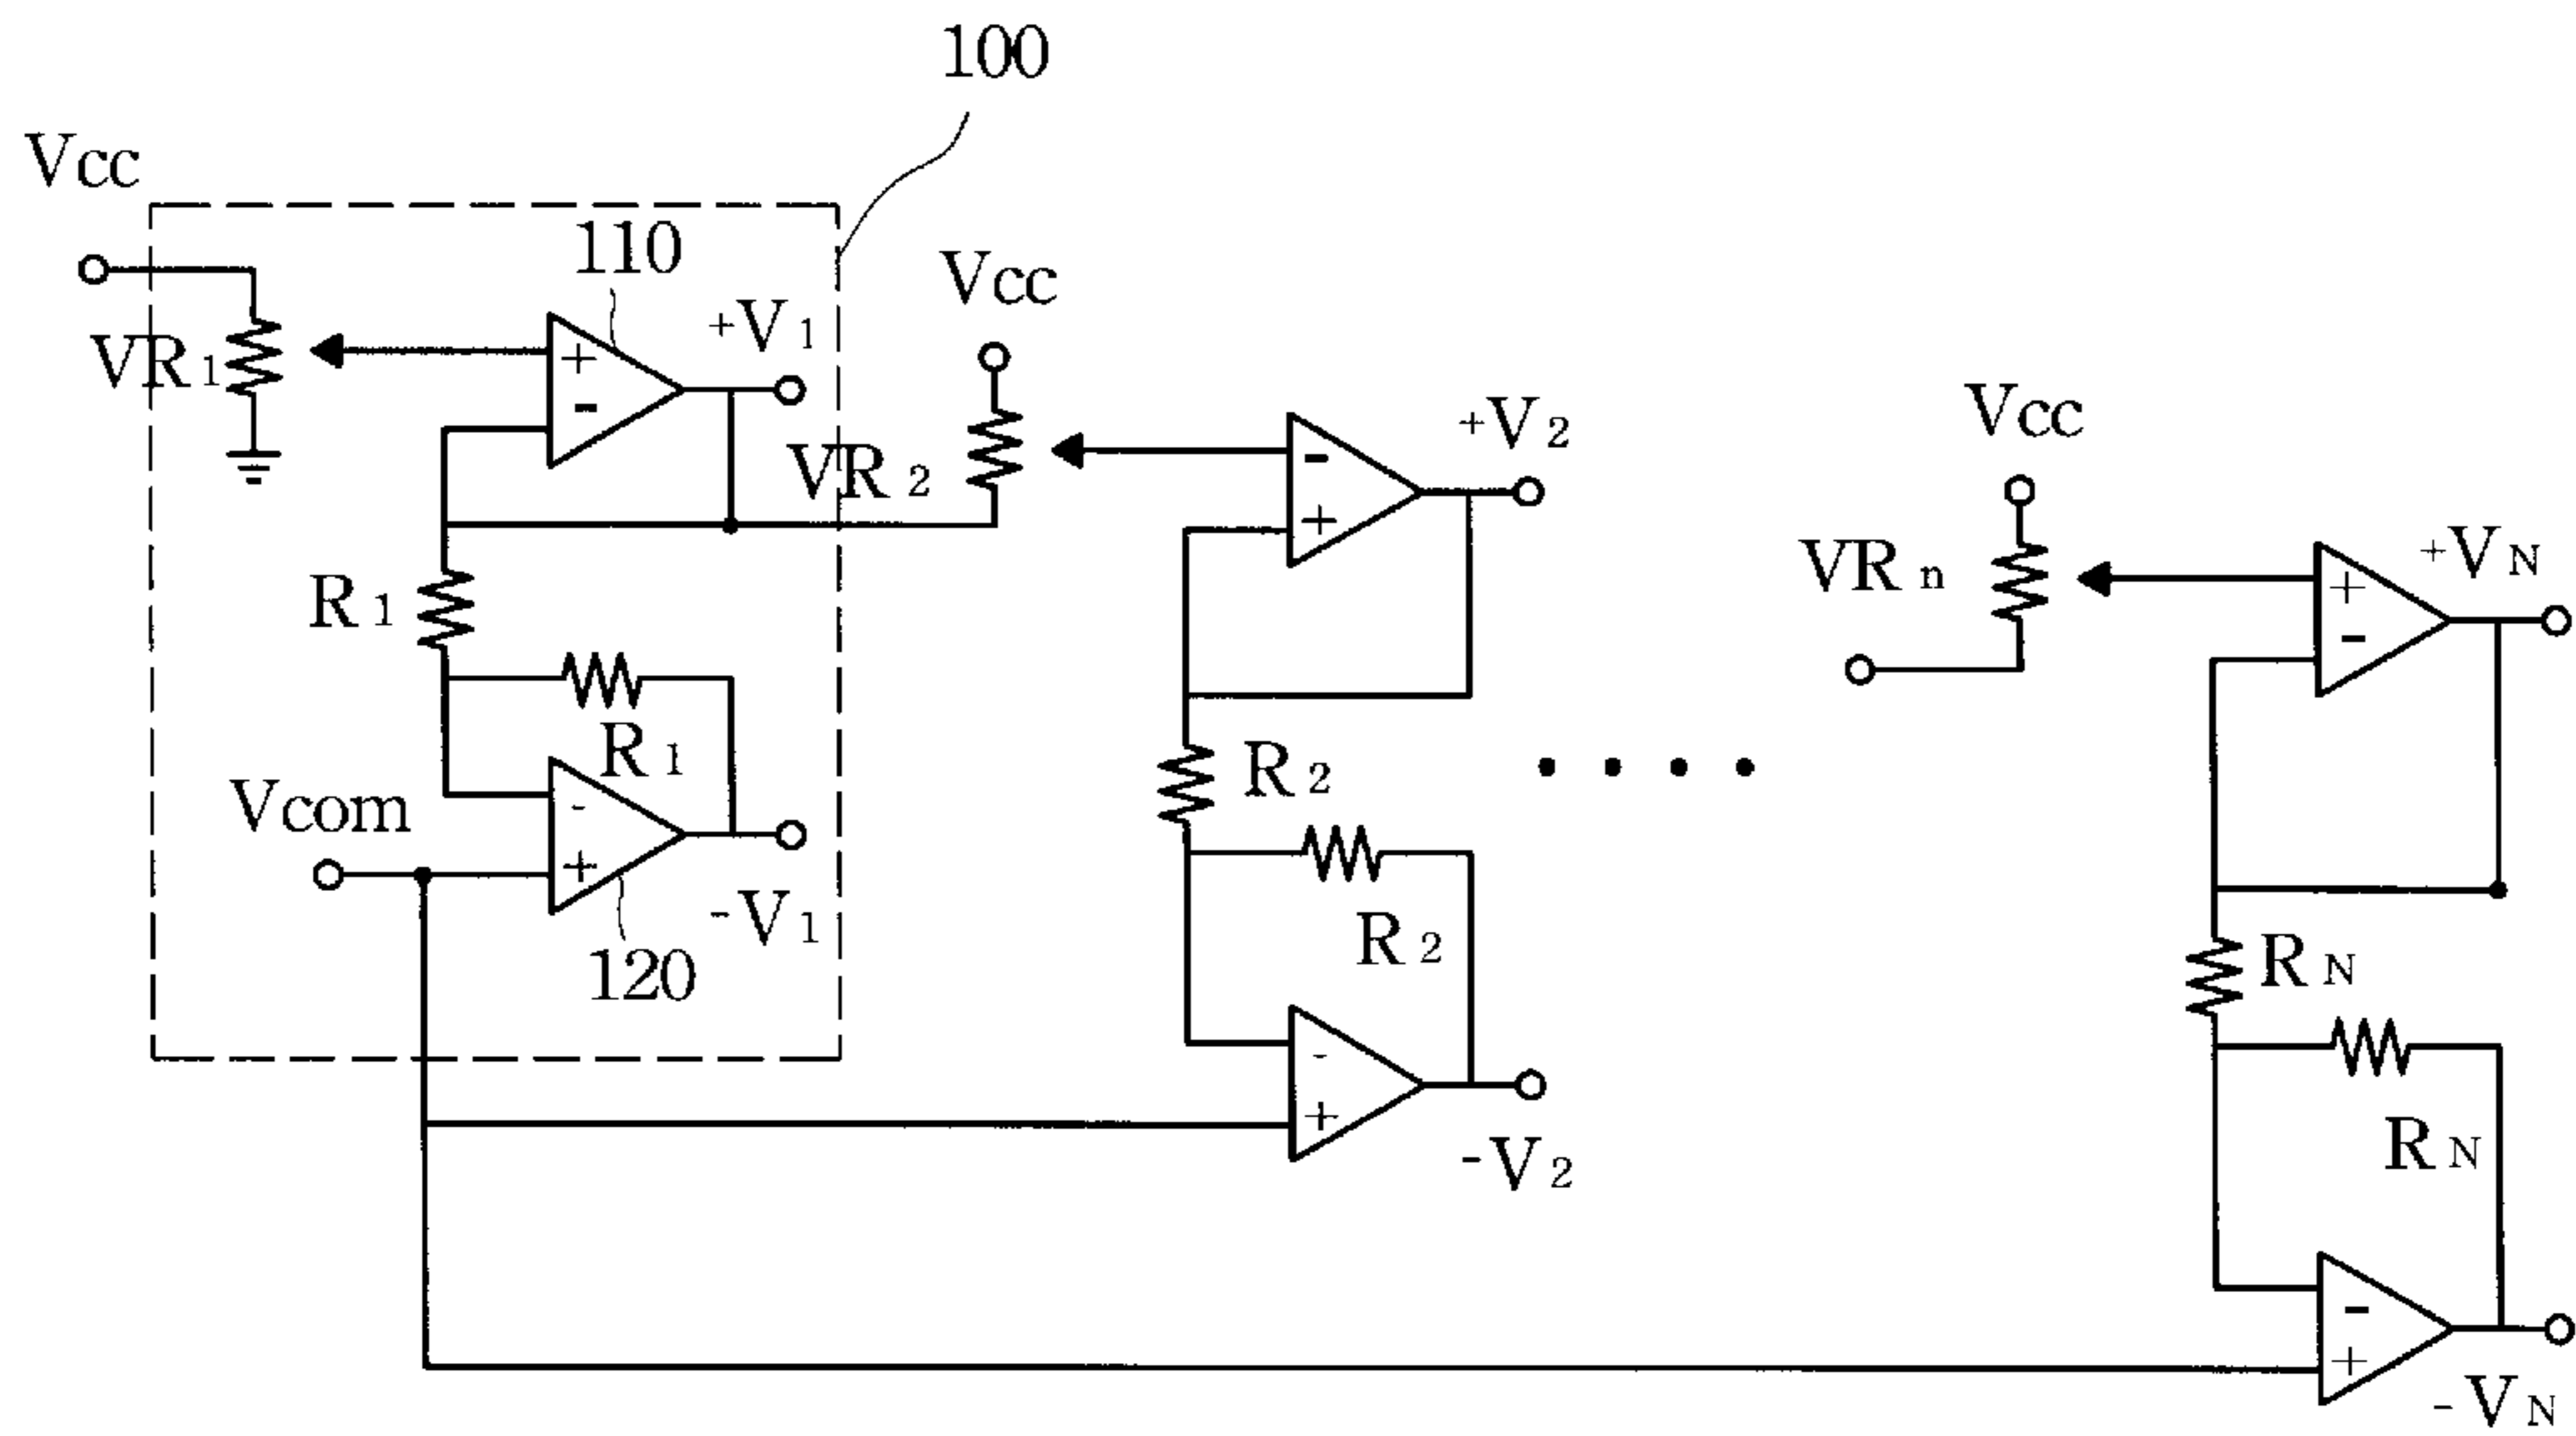 100
Vcc
110
VR1
+
-
+V1
Vcc
VR2
-
+
+V2
Vcc
VRn
+
-
+VN
R1
R1
R2
R2
Vcom
-
+
-V1
120
-
+
-V2
RN
RN
-
+
-VN